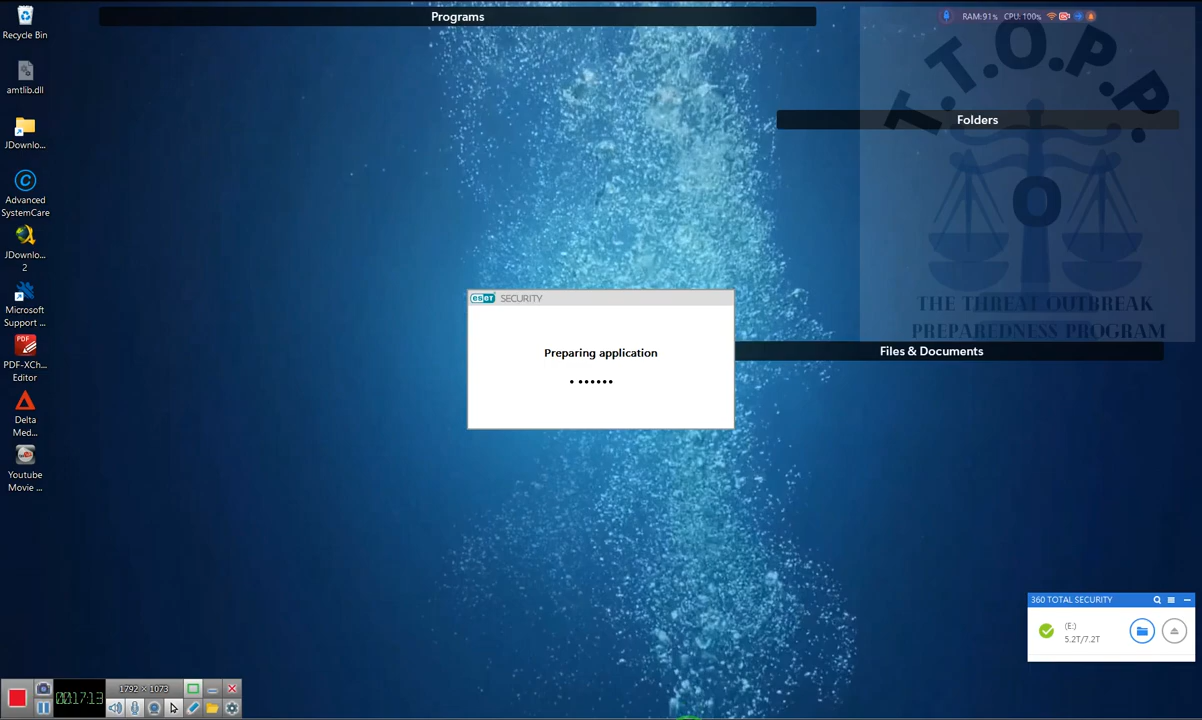 Programs
RAM:91% CPU: 100%
T.T.O.P.P.
O
THE THREAT OUTBREAK
PREPAREDNESS PROGRAM
Recycle Bin
amtlib.dll
JDownlo...
Advanced
SystemCare
JDownlo...
2
Microsoft
Support ...
PDF
PDF-XCh...
Editor
Delta
Med...
Youtube
Movie ...
Folders
Files & Documents
eset SECURITY
Preparing application
360 TOTAL SECURITY
(E:)
5.2T/7.2T
00:17:13
1792 × 1073